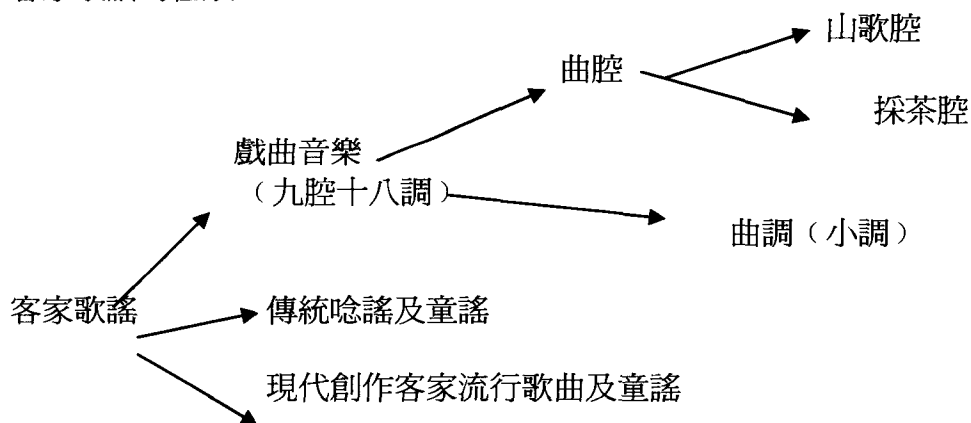 山歌腔
曲腔
採茶腔
戲曲音樂
（九腔十八調）
曲調（小調）
客家歌謠
傳統唸謠及童謠
現代創作客家流行歌曲及童謠